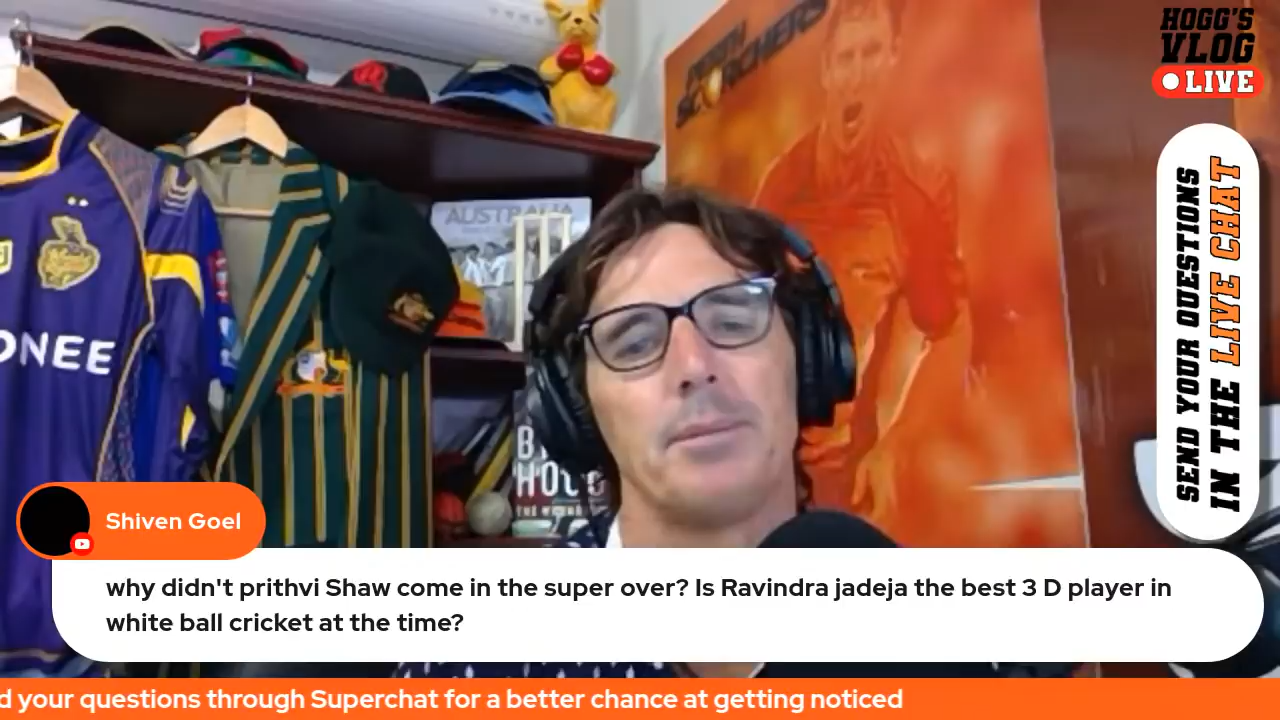 HOGG'S
VLOG
LIVE
SEND YOUR QUESTIONS
IN THE LIVE CHAT
SCORCHERS
AUSTRALIA
ONEE
HOGG
Shiven Goel
why didn't prithvi Shaw come in the super over? Is Ravindra jadeja the best 3 D player in
white ball cricket at the time?
d your questions through Superchat for a better chance at getting noticed